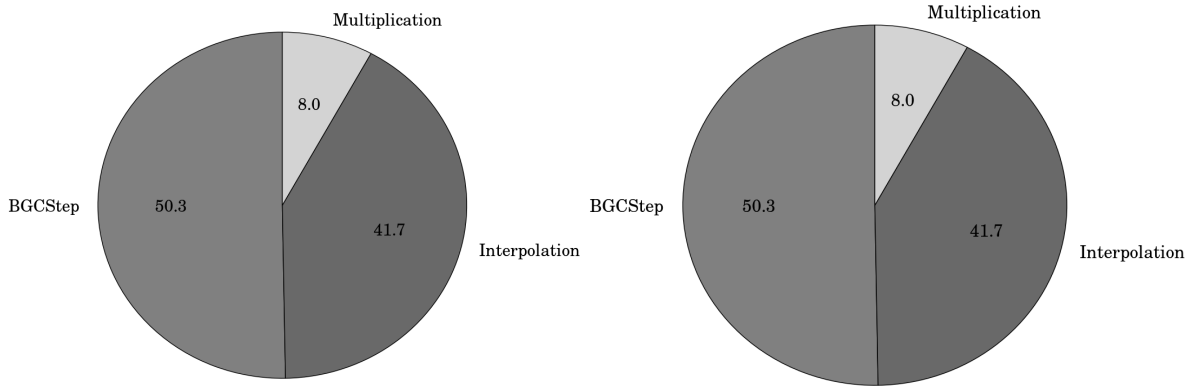 Multiplication
8.0
BGCStep
50.3
41.7
Interpolation
Multiplication
8.0
BGCStep
50.3
41.7
Interpolation